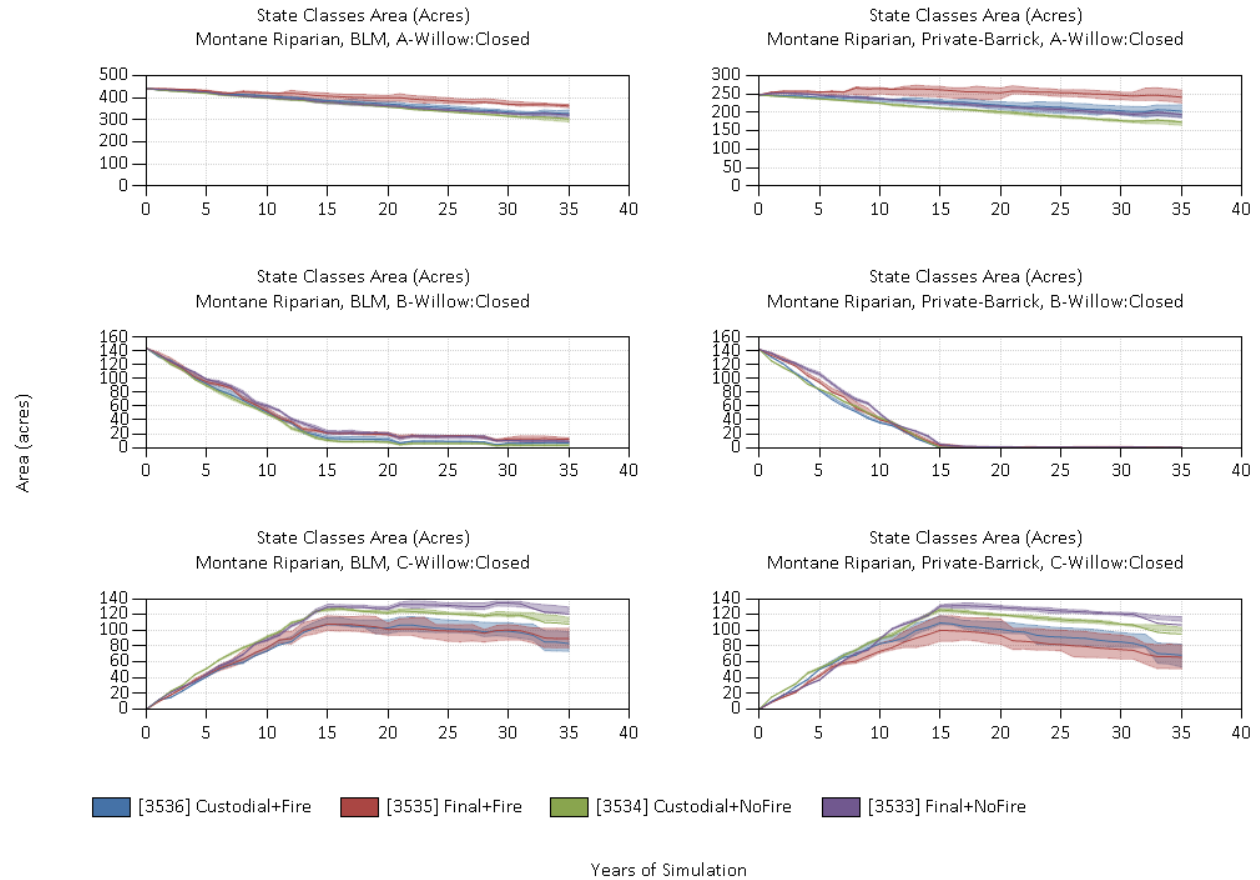 State Classes Area (Acres)
Montane Riparian, BLM, A-Willow:Closed
500
400
300
200
100
0
0 5 10 15 20 25 30 35 40
State Classes Area (Acres)
Montane Riparian, Private-Barrick, A-Willow:Closed
300
250
200
150
100
50
0
0 5 10 15 20 25 30 35 40
State Classes Area (Acres)
Montane Riparian, BLM, B-Willow:Closed
160
140
120
100
80
60
40
20
0
0 5 10 15 20 25 30 35 40
State Classes Area (Acres)
Montane Riparian, Private-Barrick, B-Willow:Closed
160
140
120
100
80
60
40
20
0
0 5 10 15 20 25 30 35 40
Area (acres)
State Classes Area (Acres)
Montane Riparian, BLM, C-Willow:Closed
140
120
100
80
60
40
20
0
0 5 10 15 20 25 30 35 40
State Classes Area (Acres)
Montane Riparian, Private-Barrick, C-Willow:Closed
140
120
100
80
60
40
20
0
0 5 10 15 20 25 30 35 40
[3536] Custodial+Fire [3535] Final+Fire [3534] Custodial+NoFire [3533] Final+NoFire
Years of Simulation